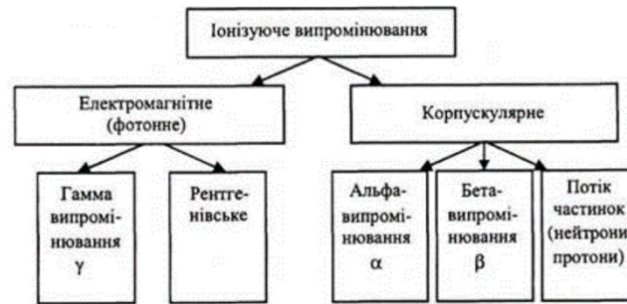 Іонізуюче випромінювання
Електромагнітне
(фотонне)
Корпускулярне
Гамма
випромі-
нювання
γ
Рентге-
нівське
Альфа-
випромі-
нювання
α
Бета-
випромі-
нювання
β
Потік
частинок
(нейтрони
протони)